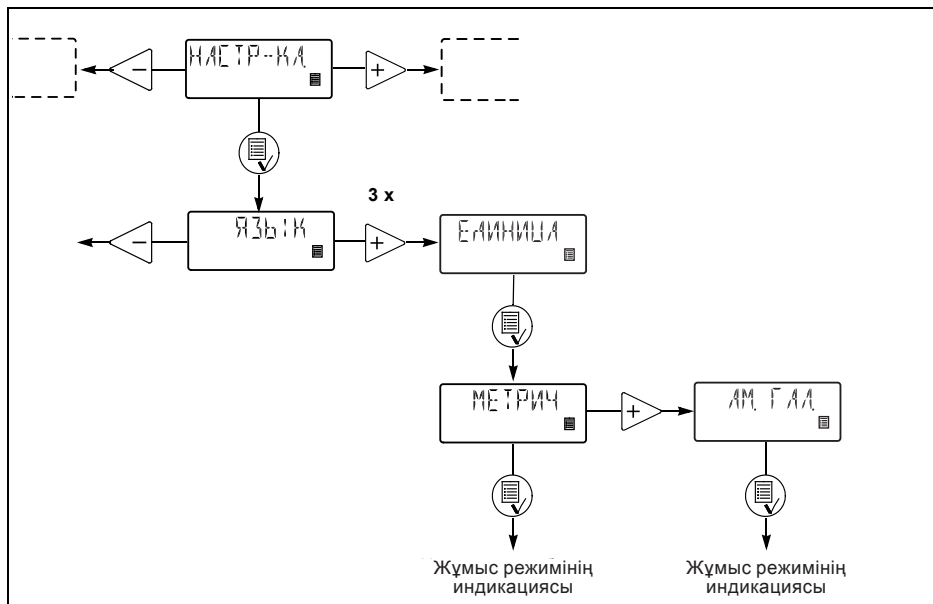 НАСТР-КА.
−
+
3 x
ЯЗЫК
−
+
ЕДИНИЦА
МЕТРИЧ
+
АМ. ГАЛ.
Жұмыс режимінің
индикациясы
Жұмыс режимінің
индикациясы